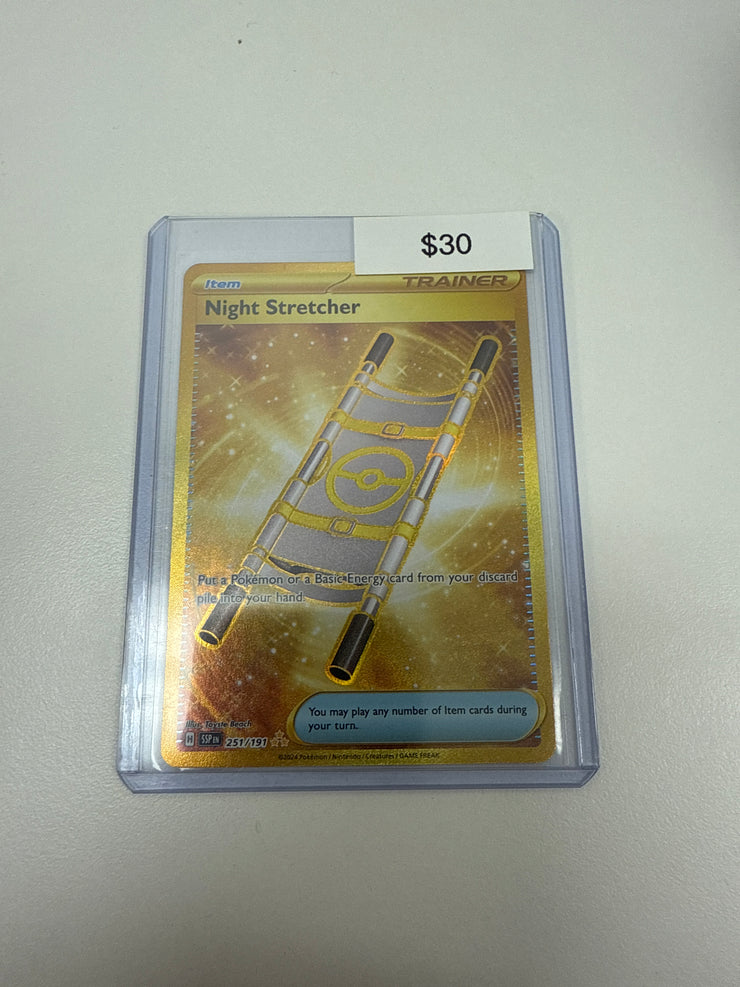 $30
Item
TRAINER
Night Stretcher
Put a Pokémon or a Basic Energy card from your discard
pile into your hand.
You may play any number of Item cards during
your turn.
Illus. Toyste Beach
H SSP EN 251/191
©2024 Pokémon / Nintendo / Creatures / GAME FREAK